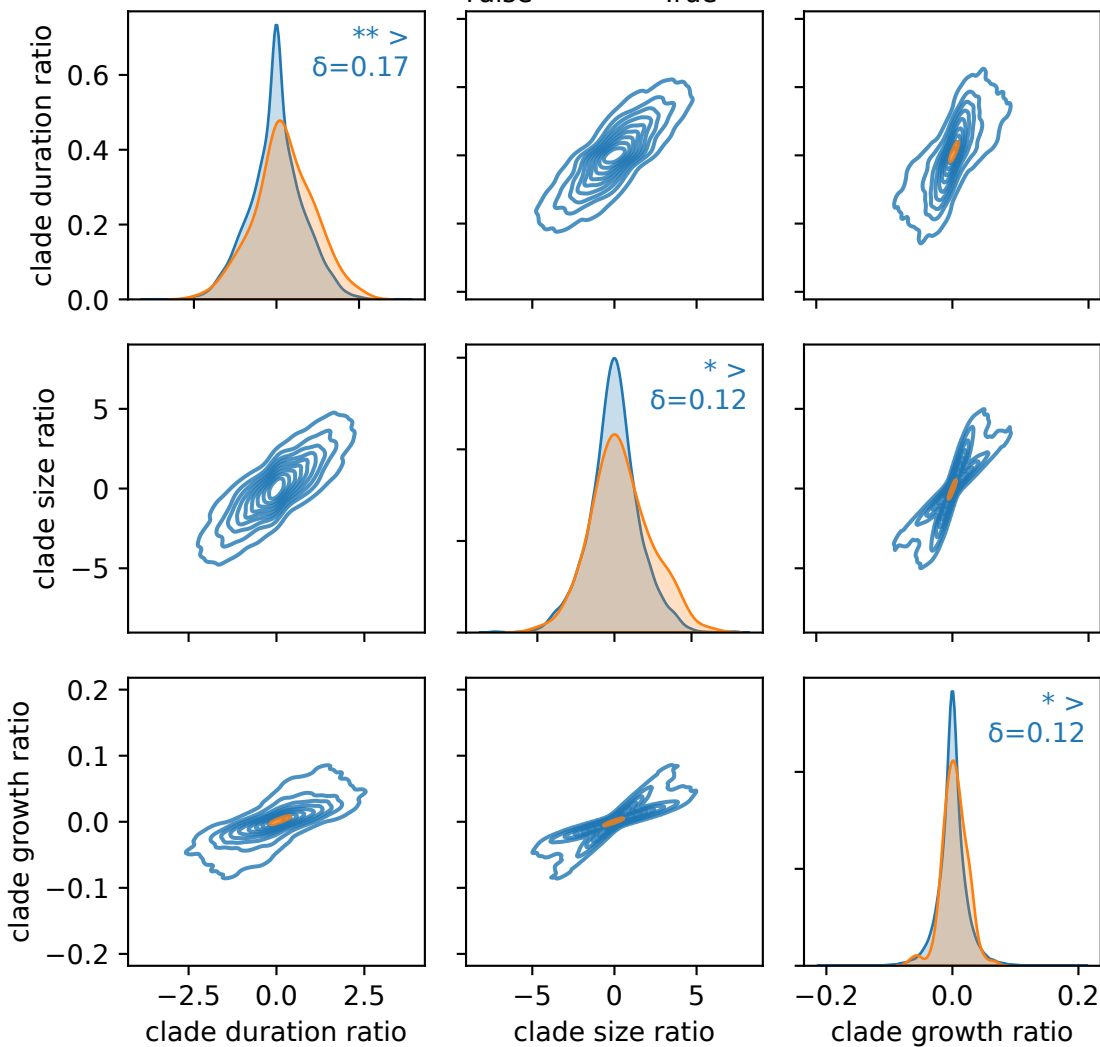 False True
** >
δ=0.17
clade duration ratio
0.6
0.4
0.2
0.0
* >
δ=0.12
clade size ratio
5
0
−5
* >
δ=0.12
clade growth ratio
0.2
0.1
0.0
−0.1
−0.2
−2.5 0.0 2.5
−5 0 5
−0.2 0.0 0.2
clade duration ratio
clade size ratio
clade growth ratio